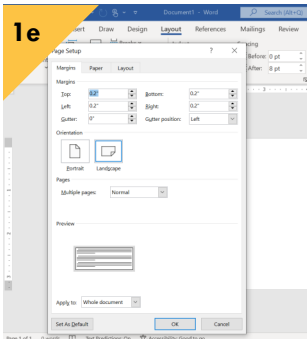 1e
Document1 - Word
Search (Alt+Q)
Draw Design Layout References Mailings Review
Page Setup ? ×
Before: 0 pt
After: 8 pt
Margins Paper Layout
Margins
Top: 0.2" Bottom: 0.2"
Left: 0.2" Right: 0.2"
Gutter: 0" Gutter position: Left
Orientation
Portrait Landscape
Pages
Multiple pages: Normal
Preview
Apply to: Whole document
Set As Default OK Cancel
Page 1 of 1 0 words Text Predictions: On Accessibility: Good to go